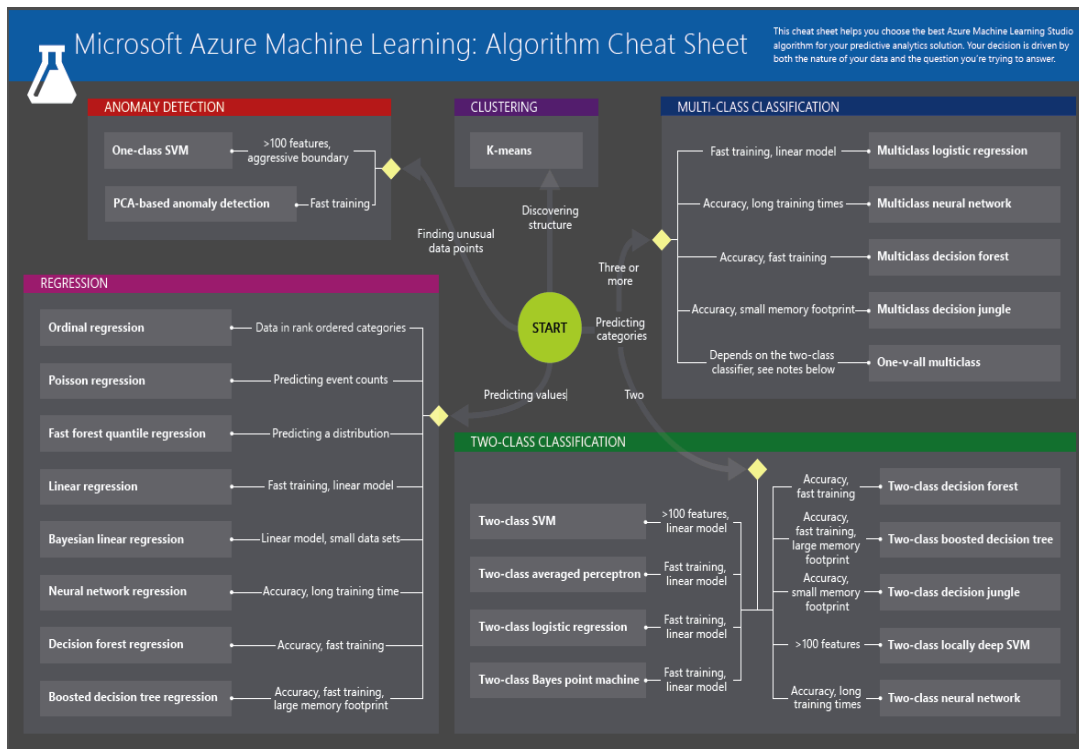 Microsoft Azure Machine Learning: Algorithm Cheat Sheet
This cheat sheet helps you choose the best Azure Machine Learning Studio
algorithm for your predictive analytics solution. Your decision is driven by
both the nature of your data and the question you're trying to answer.
ANOMALY DETECTION
One-class SVM
>100 features,
aggressive boundary
PCA-based anomaly detection
Fast training
CLUSTERING
K-means
MULTI-CLASS CLASSIFICATION
Fast training, linear model
Multiclass logistic regression
Accuracy, long training times
Multiclass neural network
Accuracy, fast training
Multiclass decision forest
Accuracy, small memory footprint
Multiclass decision jungle
Depends on the two-class
classifier, see notes below
One-v-all multiclass
Finding unusual
data points
Discovering
structure
Three or
more
START
Predicting
categories
Predicting values
Two
REGRESSION
Ordinal regression
Data in rank ordered categories
Poisson regression
Predicting event counts
Fast forest quantile regression
Predicting a distribution
Linear regression
Fast training, linear model
Bayesian linear regression
Linear model, small data sets
Neural network regression
Accuracy, long training time
Decision forest regression
Accuracy, fast training
Boosted decision tree regression
Accuracy, fast training,
large memory footprint
TWO-CLASS CLASSIFICATION
Two-class SVM
>100 features,
linear model
Two-class averaged perceptron
Fast training,
linear model
Two-class logistic regression
Fast training,
linear model
Two-class Bayes point machine
Fast training,
linear model
Accuracy,
fast training
Two-class decision forest
Accuracy,
fast training,
large memory
footprint
Two-class boosted decision tree
Accuracy,
small memory
footprint
Two-class decision jungle
>100 features
Two-class locally deep SVM
Accuracy, long
training times
Two-class neural network